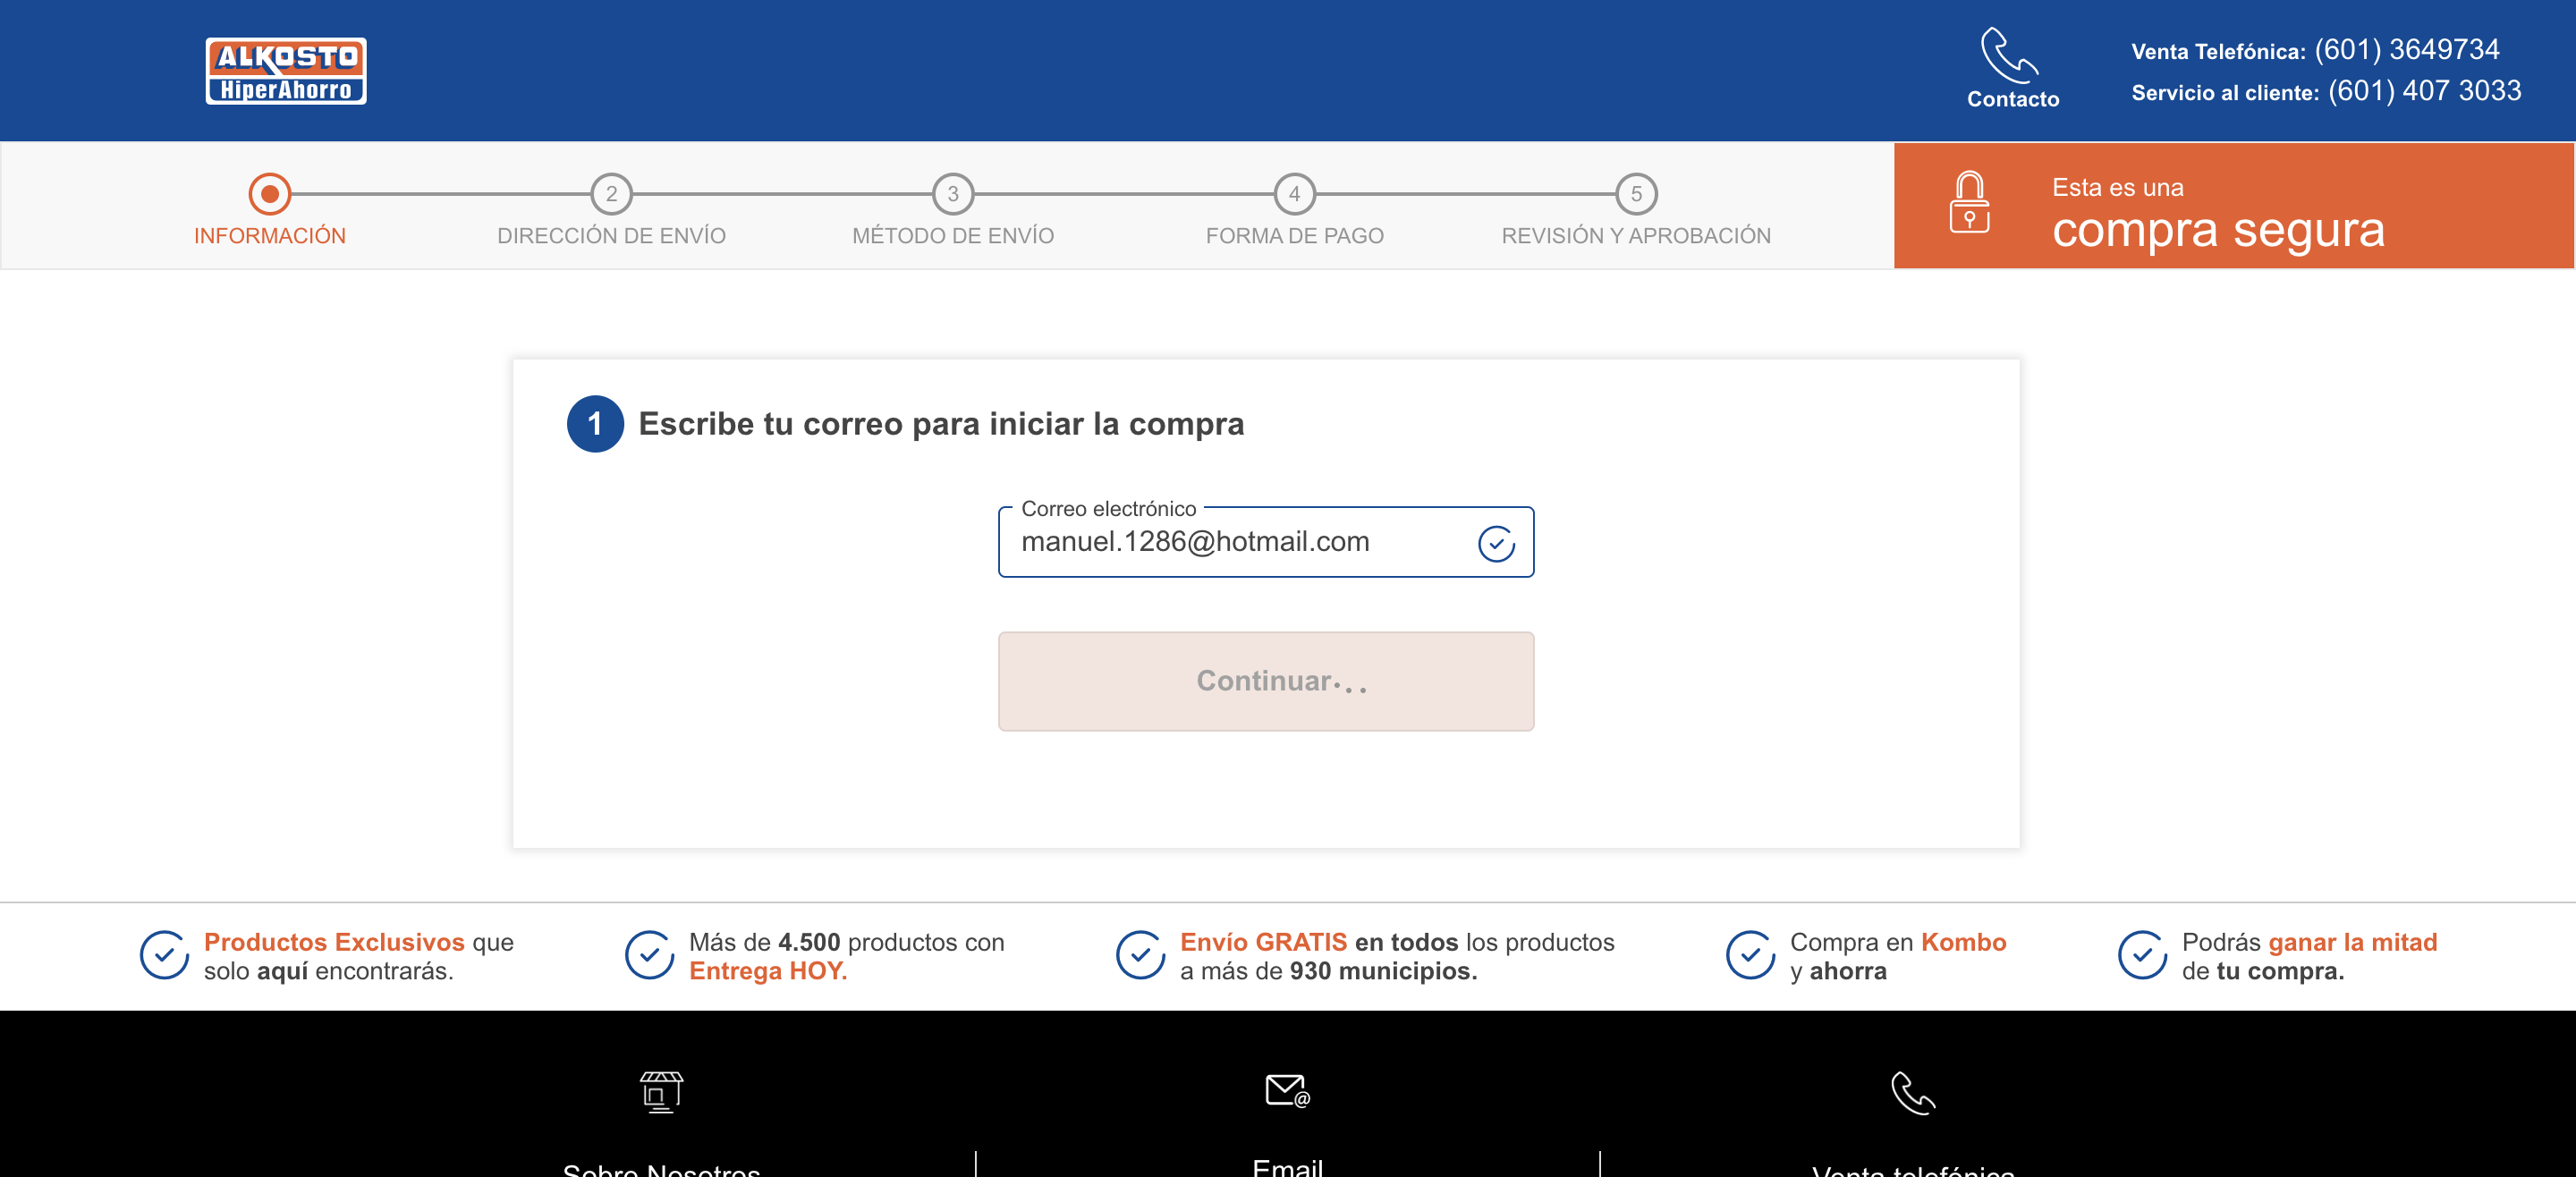 ALKOSTO
HiperAhorro
Contacto
Venta Telefónica: (601) 3649734
Servicio al cliente: (601) 407 3033
INFORMACIÓN
2
DIRECCIÓN DE ENVÍO
3
MÉTODO DE ENVÍO
4
FORMA DE PAGO
5
REVISIÓN Y APROBACIÓN
Esta es una
compra segura
1 Escribe tu correo para iniciar la compra
Correo electrónico
manuel.1286@hotmail.com
Continuar...
Productos Exclusivos que
solo aquí encontrarás.
Más de 4.500 productos con
Entrega HOY.
Envío GRATIS en todos los productos
a más de 930 municipios.
Compra en Kombo
y ahorra
Podrás ganar la mitad
de tu compra.
Sobre Nosotros
Email
Venta telefónica